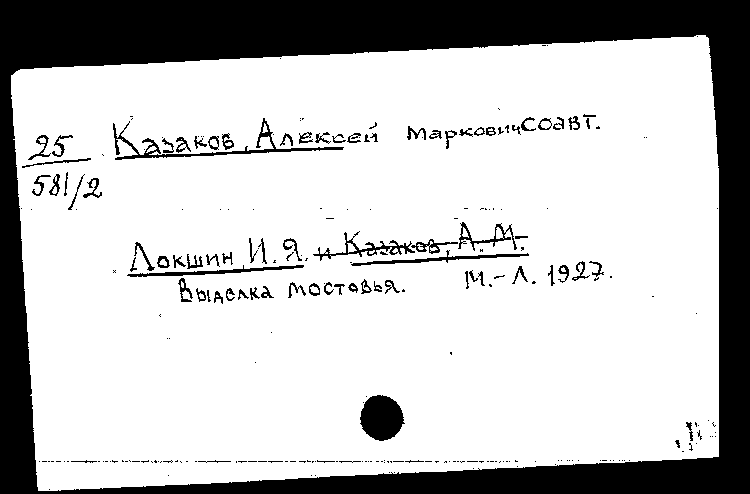 25
581/2
Казаков, Алексей Маркович соавт.
Локшин, И. Я. и Казаков, А. М.
Выделка мостовья. М.-Л. 1927.